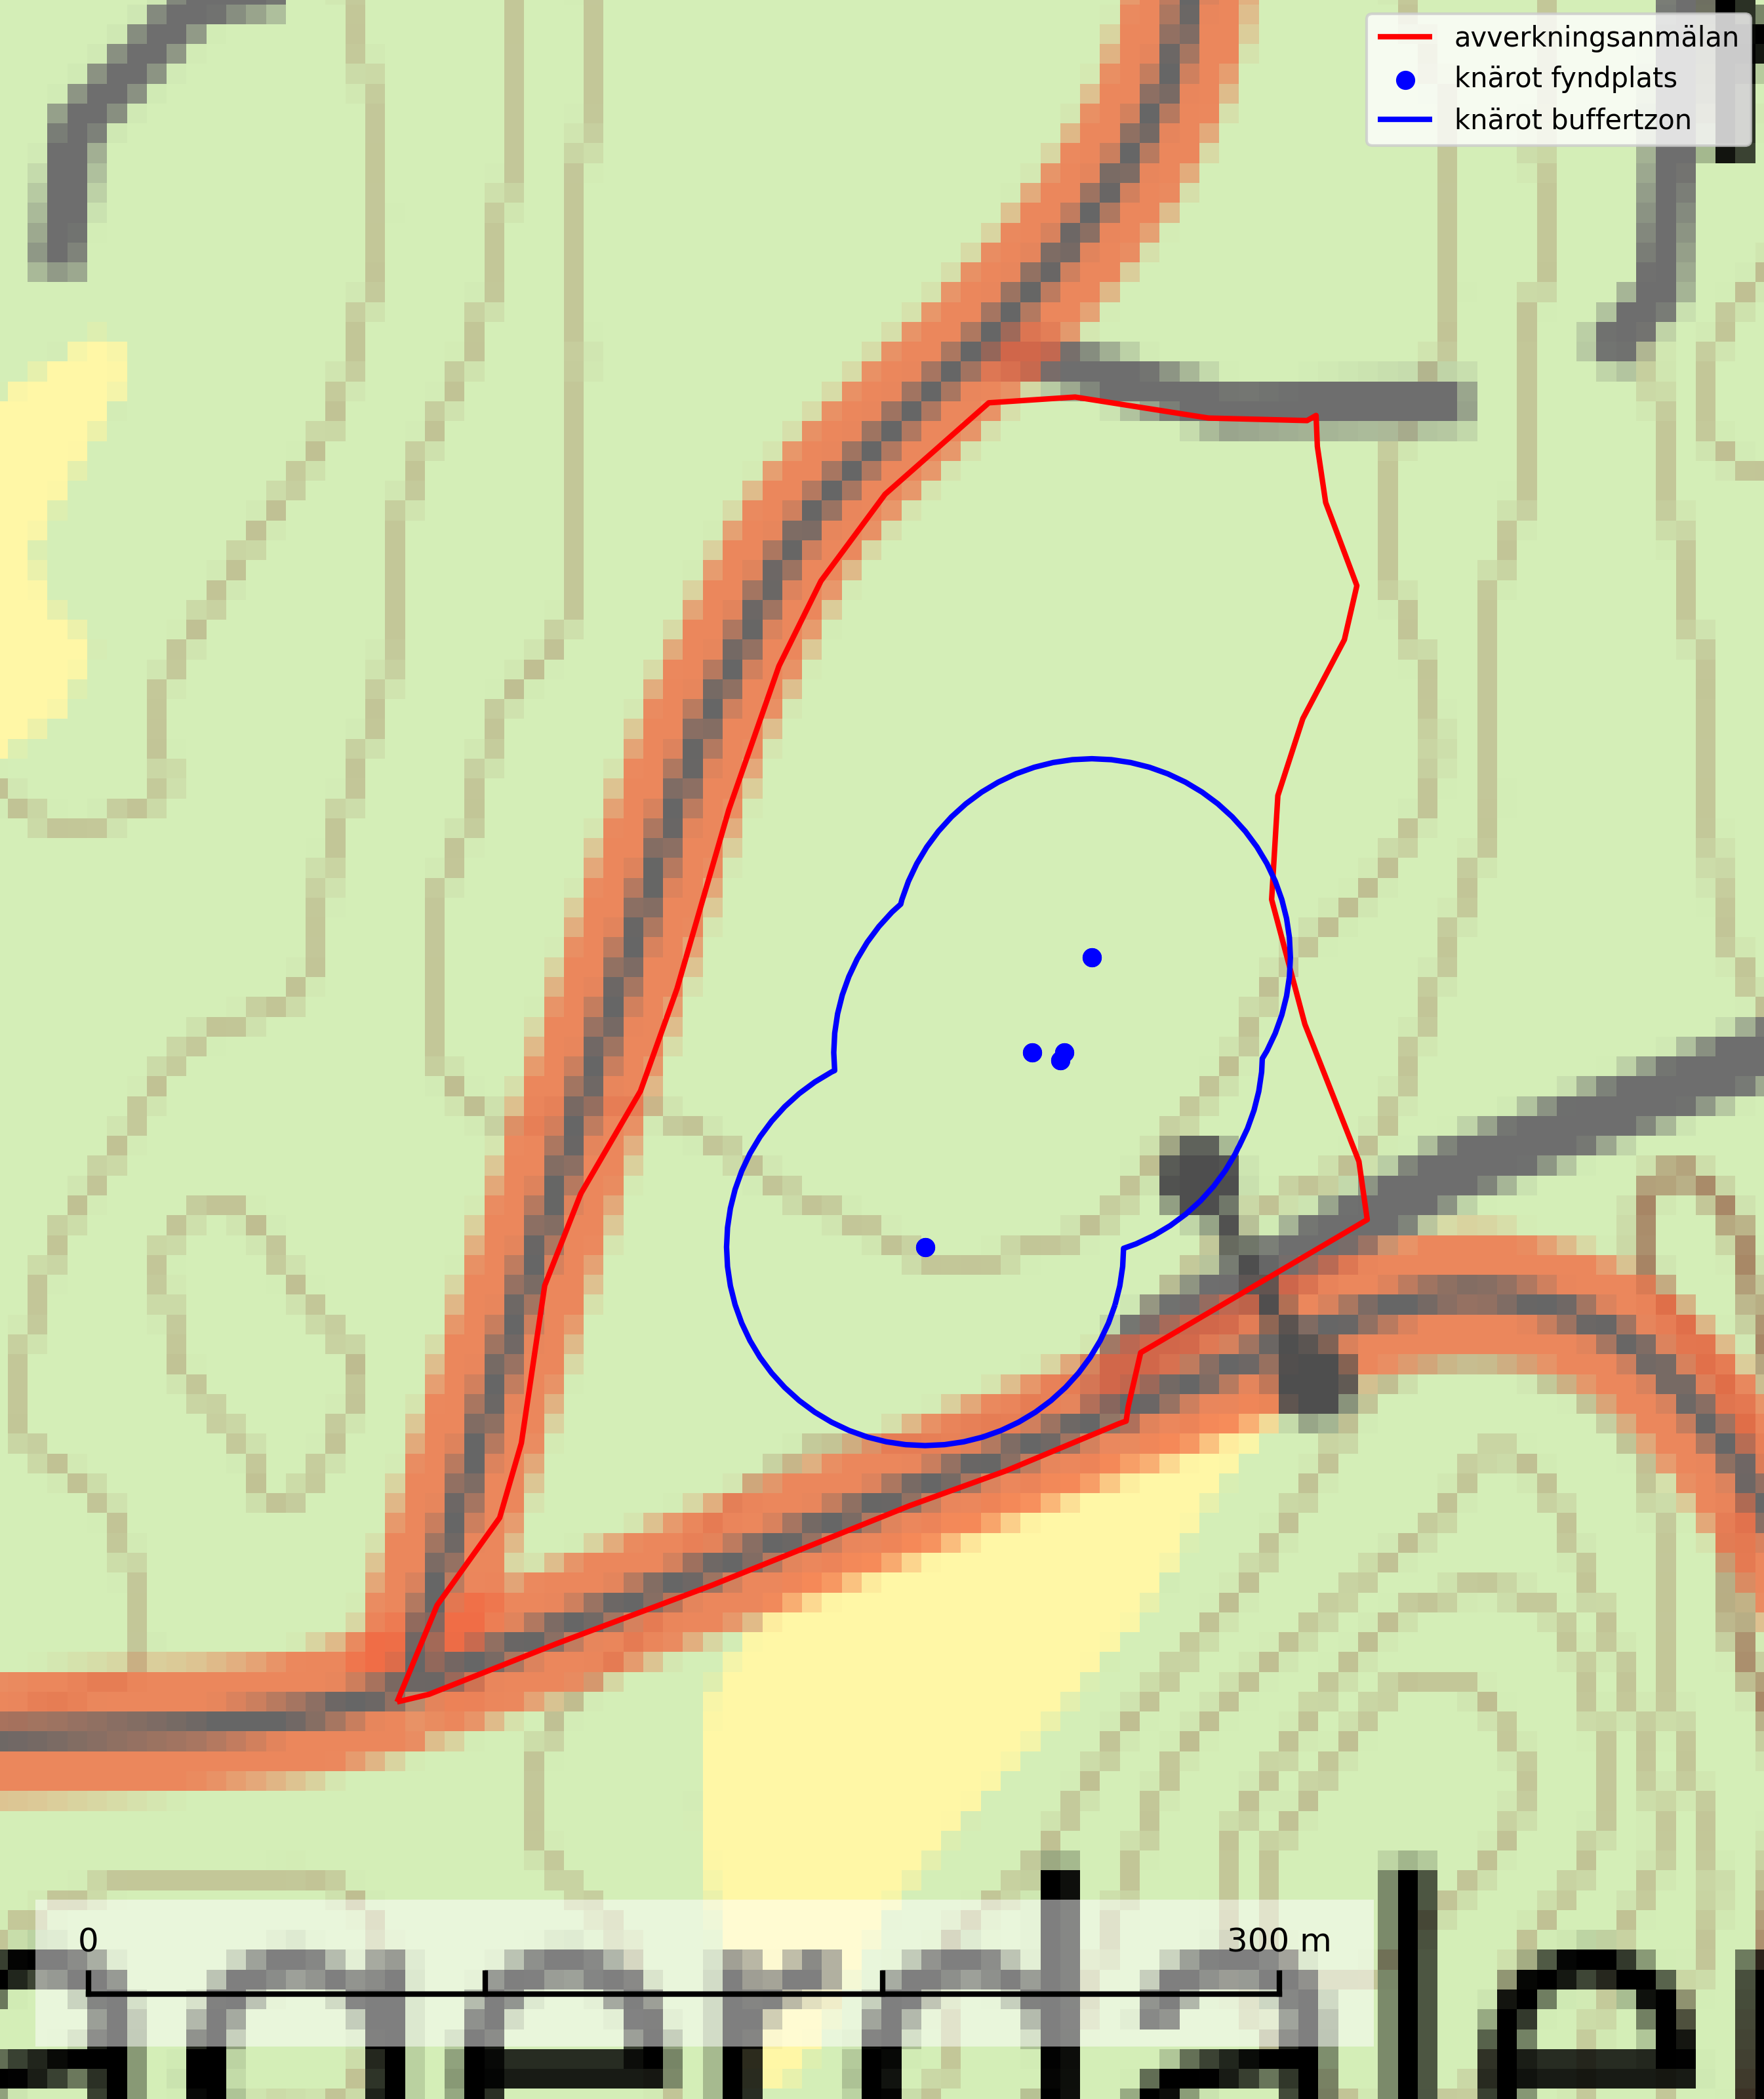 avverkningsanmälan
knärot fyndplats
knärot buffertzon
0 300 m